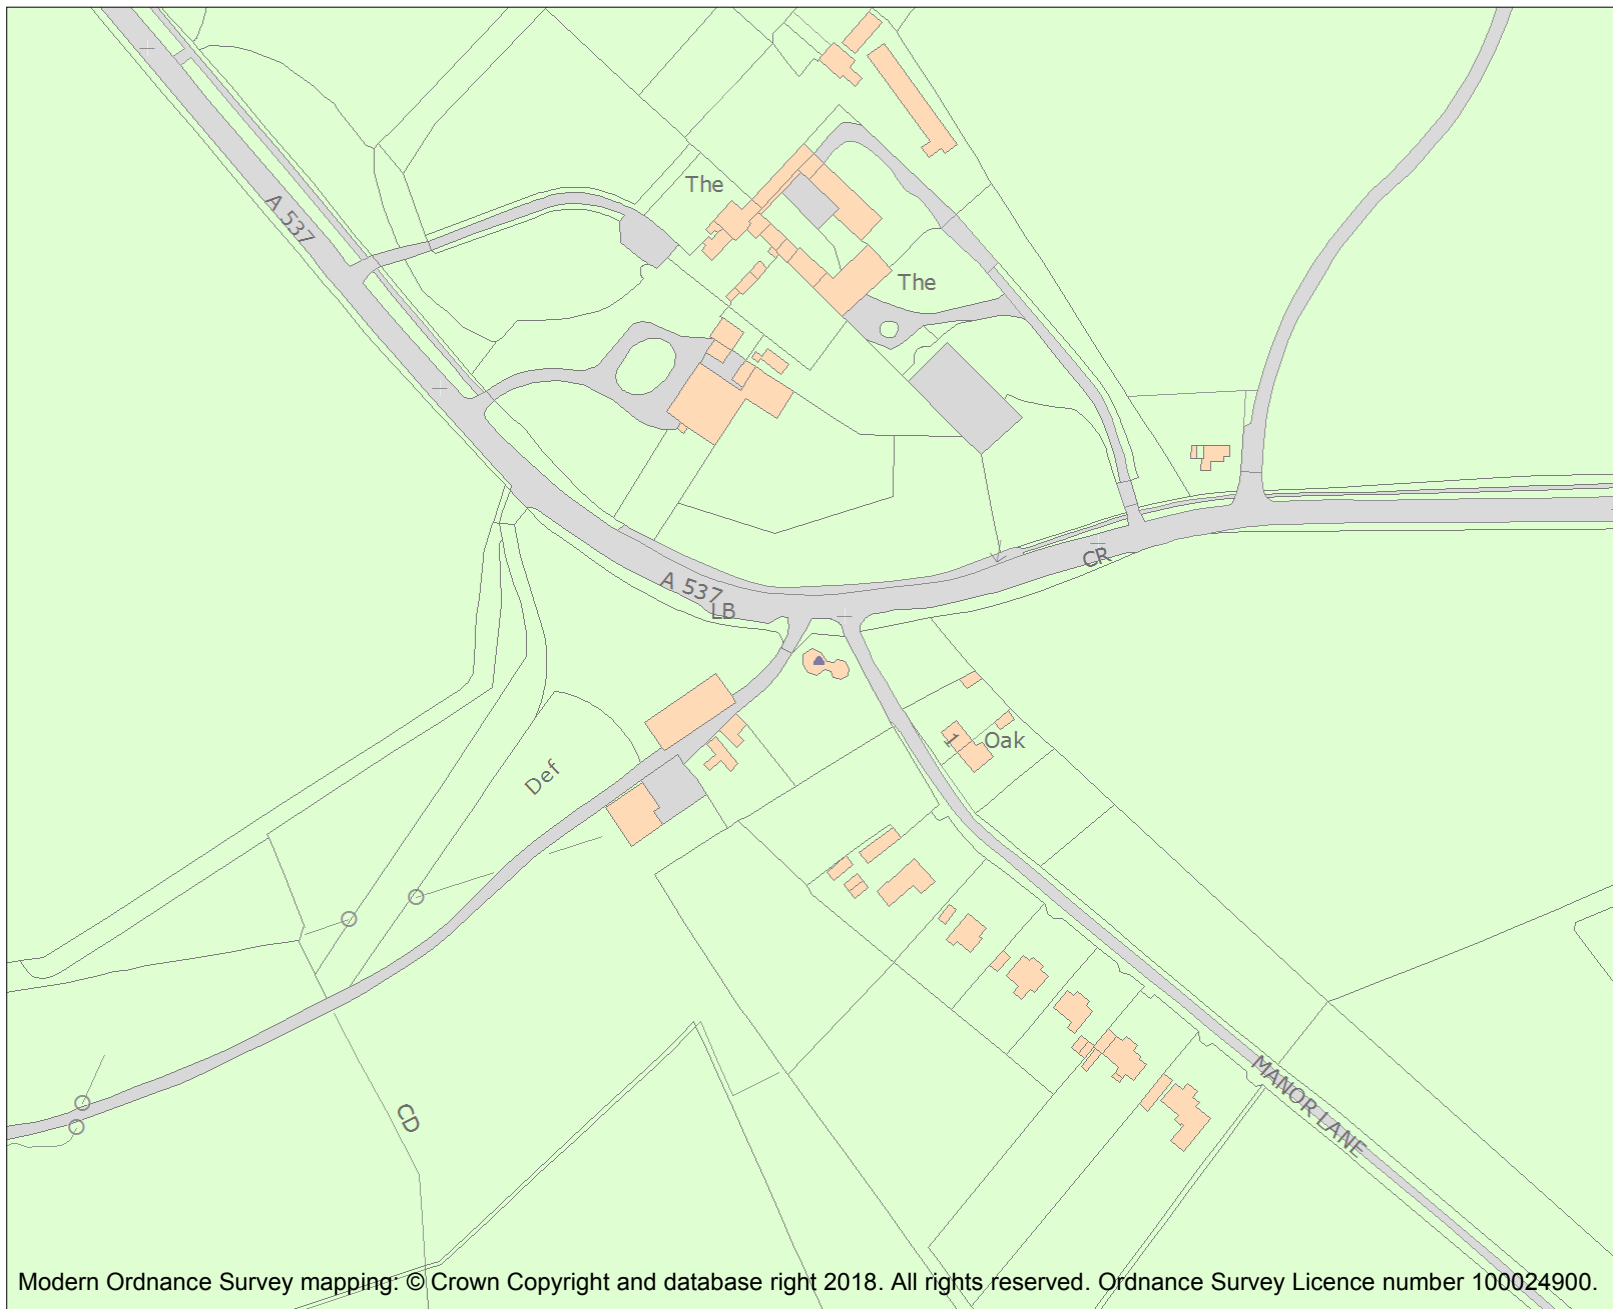 The
A 537
The
CR
A 537
LB
1
Oak
Def
MANOR LANE
CD
Modern Ordnance Survey mapping: © Crown Copyright and database right 2018. All rights reserved. Ordnance Survey Licence number 100024900.